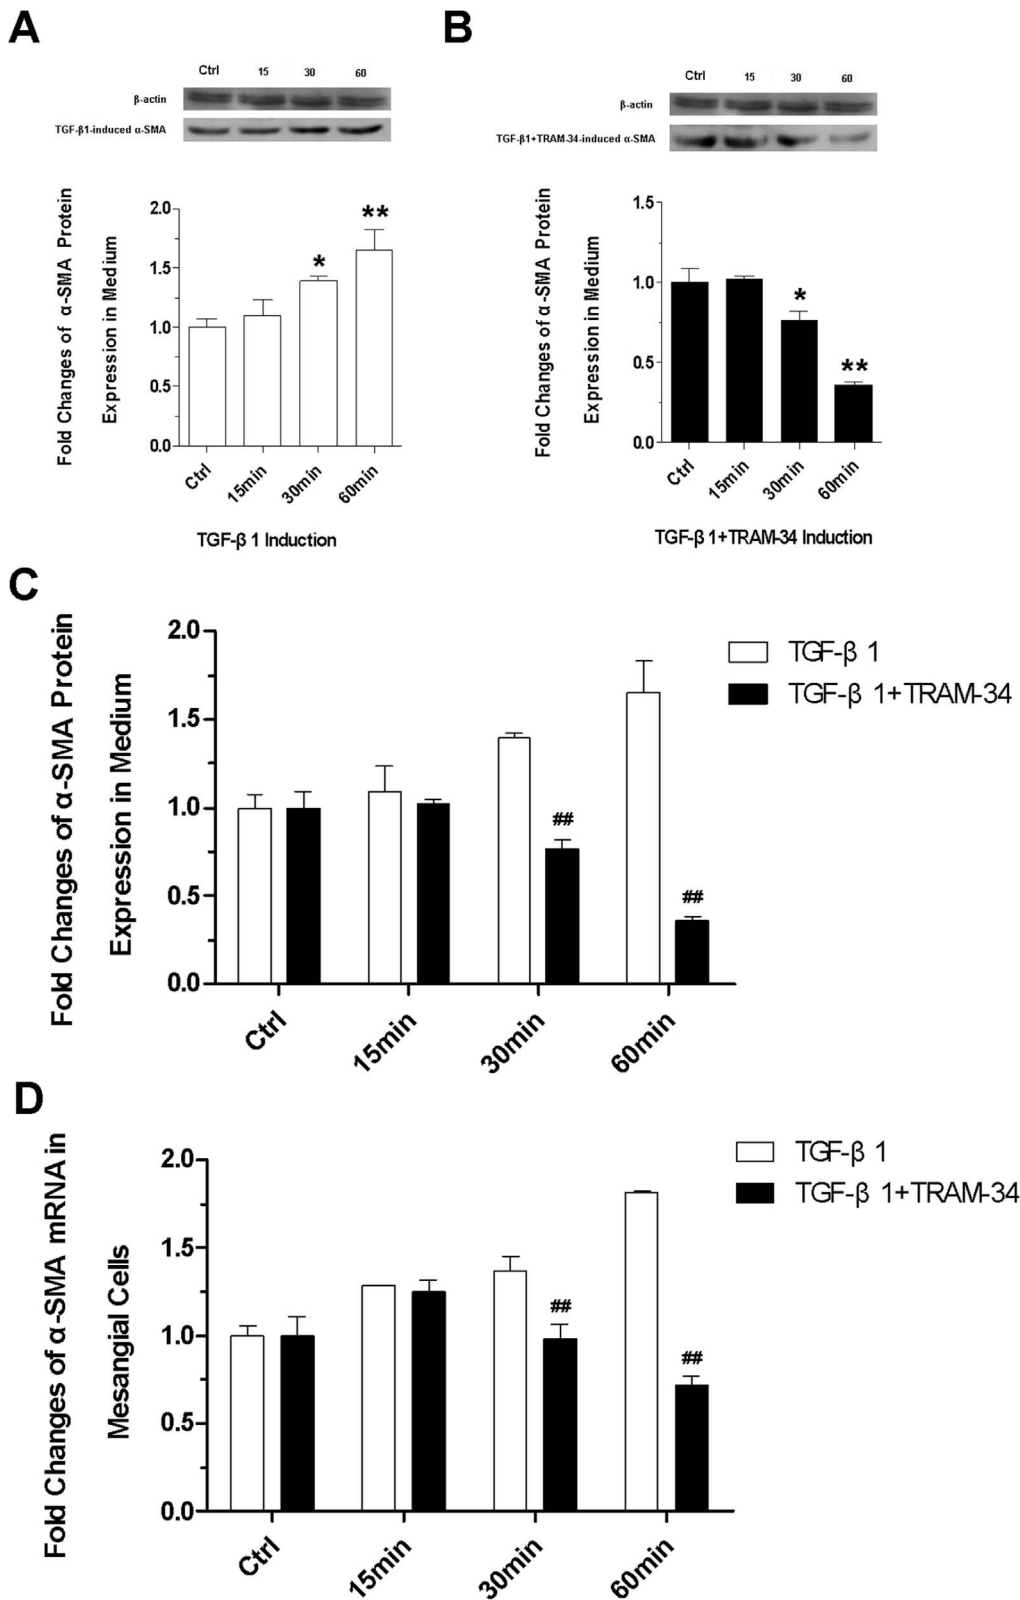 A
Ctrl 15 30 60
β-actin
TGF-β1-induced α-SMA
Fold Changes of α-SMA Protein
Expression in Medium
2.0
1.5
1.0
0.5
0.0
*
**
Ctrl
15min
30min
60min
TGF-β 1 Induction
B
Ctrl 15 30 60
β-actin
TGF-β1+TRAM-34-induced α-SMA
Fold Changes of α-SMA Protein
Expression in Medium
1.5
1.0
0.5
0.0
*
**
Ctrl
15min
30min
60min
TGF-β 1+TRAM-34 Induction
C
Fold Changes of α-SMA Protein
Expression in Medium
2.0
1.5
1.0
0.5
0.0
##
##
Ctrl
15min
30min
60min
TGF-β 1
TGF-β 1+TRAM-34
D
Fold Changes of α-SMA mRNA in
Mesangial Cells
2.0
1.5
1.0
0.5
0.0
##
##
Ctrl
15min
30min
60min
TGF-β 1
TGF-β 1+TRAM-34